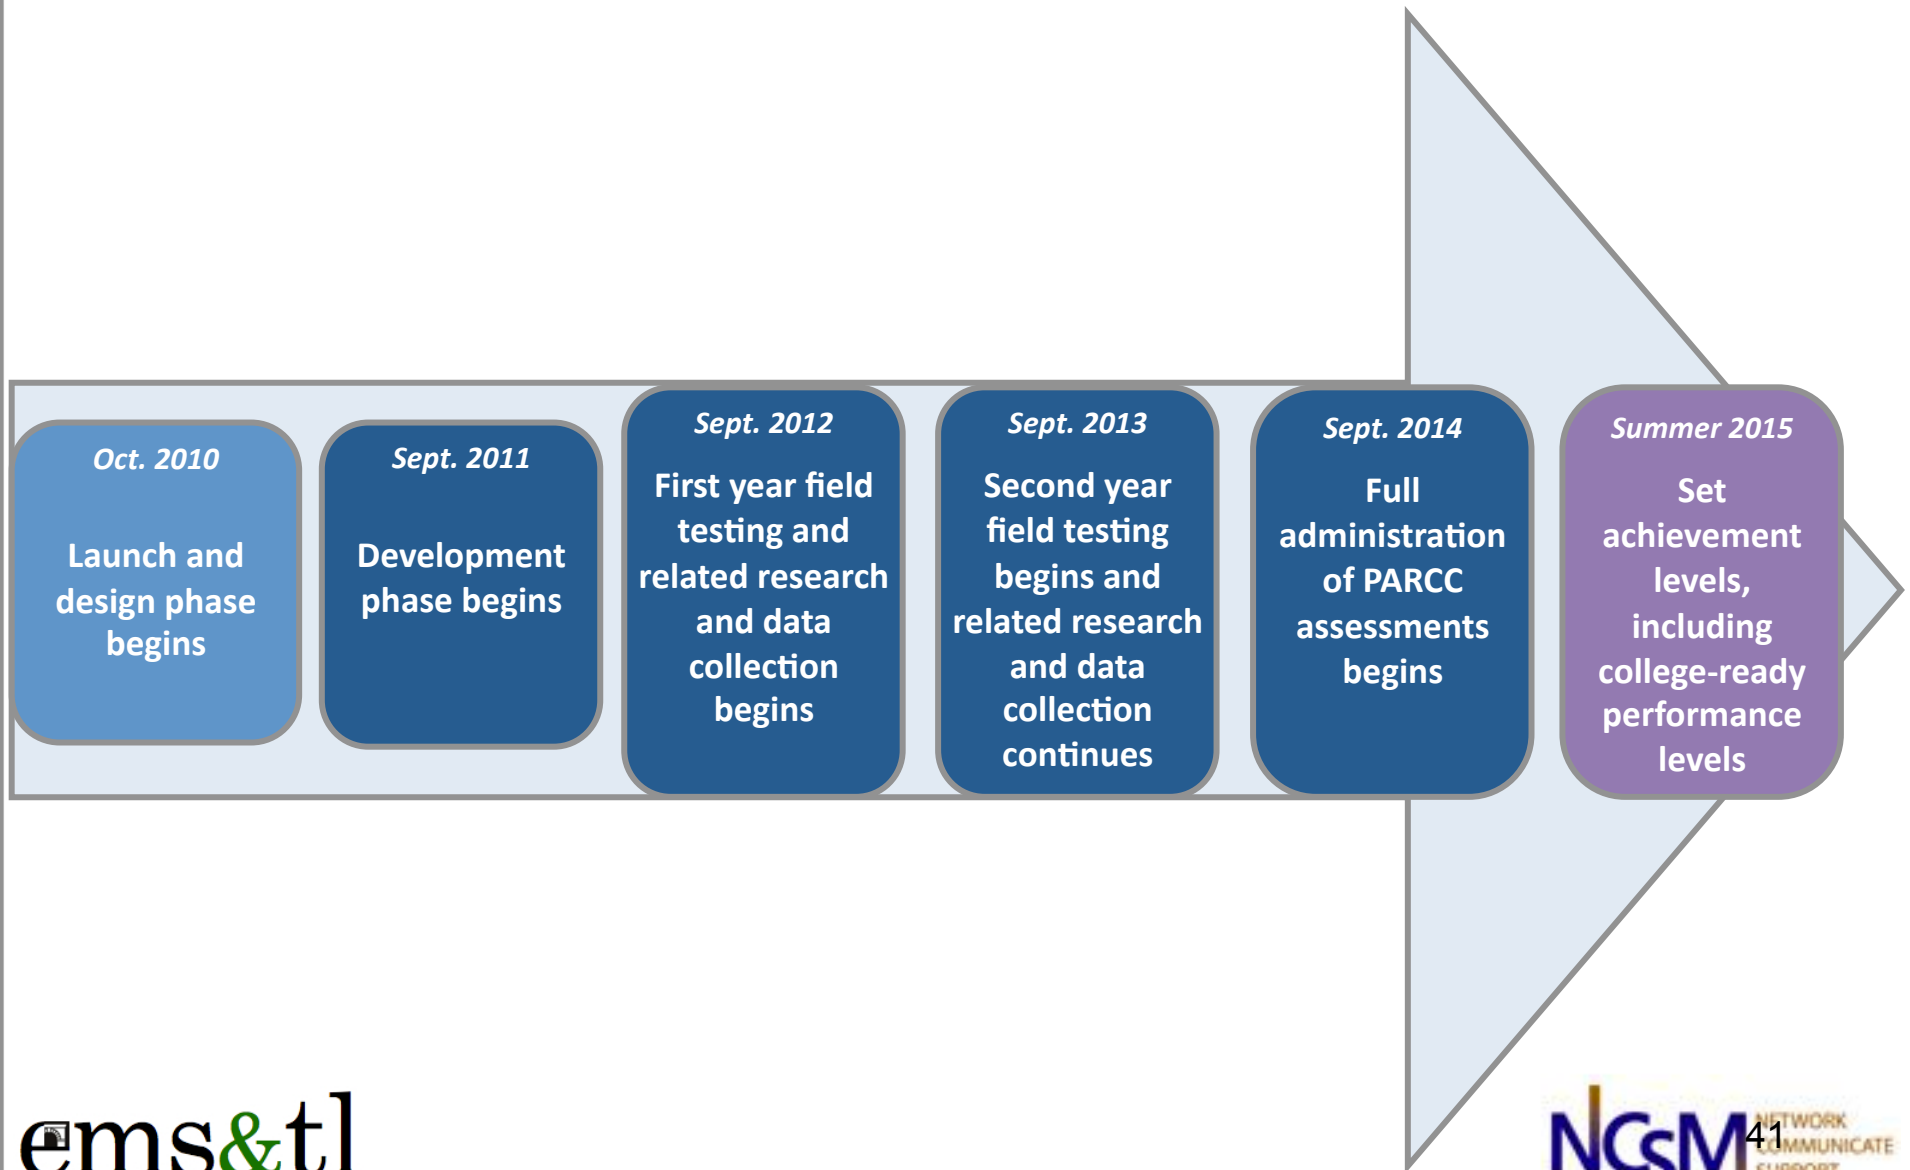 Oct. 2010
Launch and
design phase
begins
Sept. 2011
Development
phase begins
Sept. 2012
First year field
testing and
related research
and data
collection
begins
Sept. 2013
Second year
field testing
begins and
related research
and data
collection
continues
Sept. 2014
Full
administration
of PARCC
assessments
begins
Summer 2015
Set
achievement
levels,
including
college-ready
performance
levels
ems&tl
NCSM
41
NETWORK
COMMUNICATE
SUPPORT